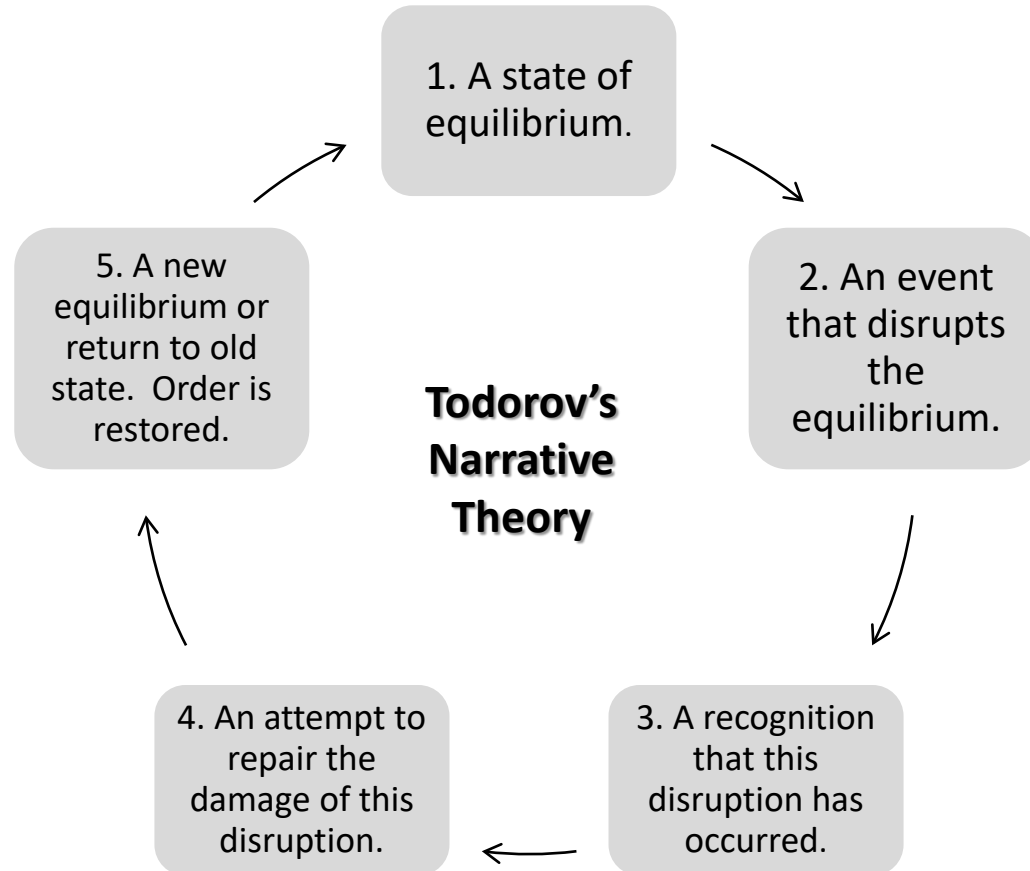 1. A state of
equilibrium.
2. An event
that disrupts
the
equilibrium.
3. A recognition
that this
disruption has
occurred.
4. An attempt to
repair the
damage of this
disruption.
5. A new
equilibrium or
return to old
state.  Order is
restored.
Todorov’s
Narrative
Theory